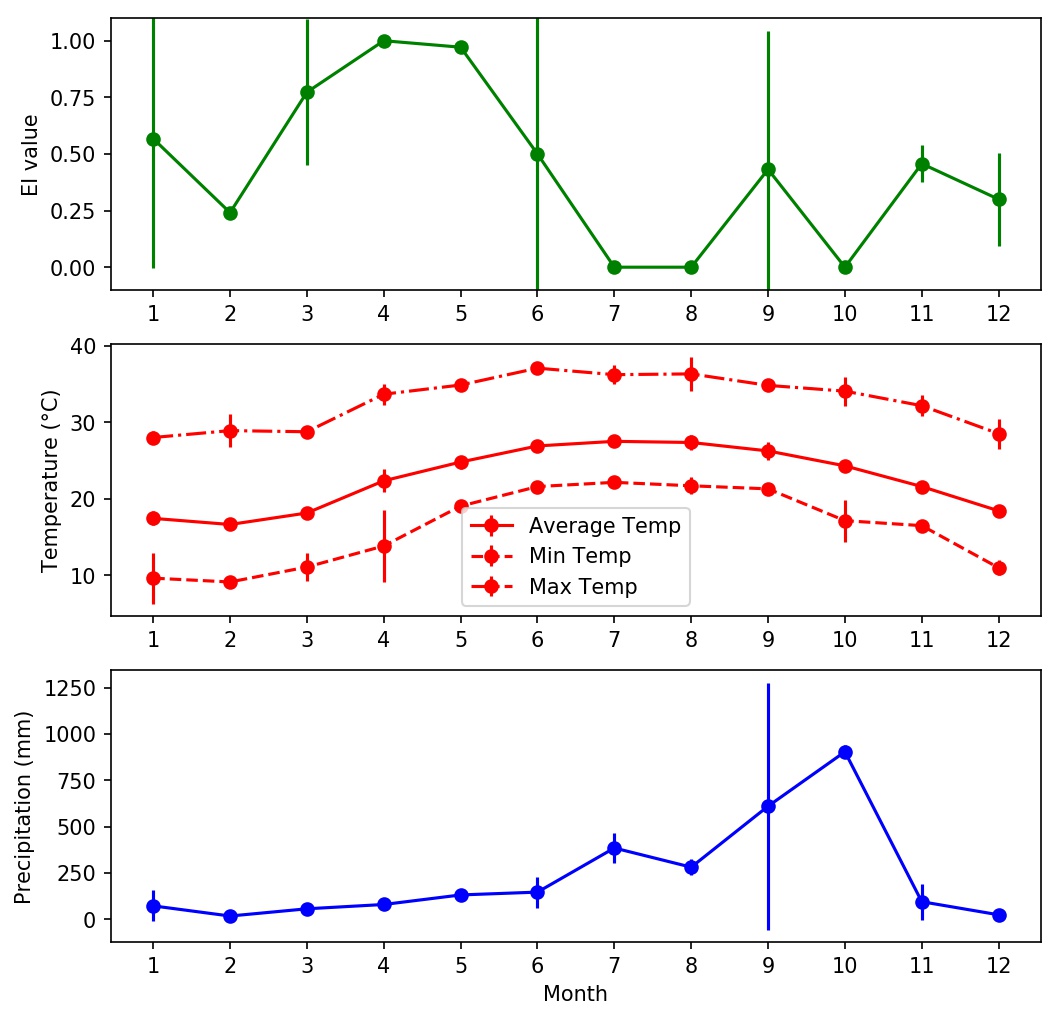 1.00
0.75
0.50
0.25
0.00
EI value
1 2 3 4 5 6 7 8 9 10 11 12
40
30
20
10
Temperature (°C)
Average Temp
Min Temp
Max Temp
1 2 3 4 5 6 7 8 9 10 11 12
1250
1000
750
500
250
0
Precipitation (mm)
1 2 3 4 5 6 7 8 9 10 11 12
Month